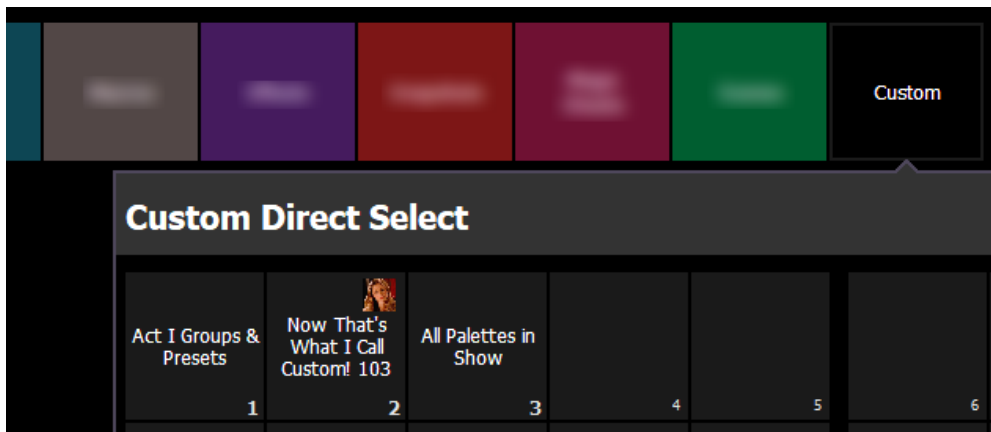 Custom
Custom Direct Select
Act I Groups &
Presets
1
Now That's
What I Call
Custom! 103
2
All Palettes in
Show
3
4
5
6